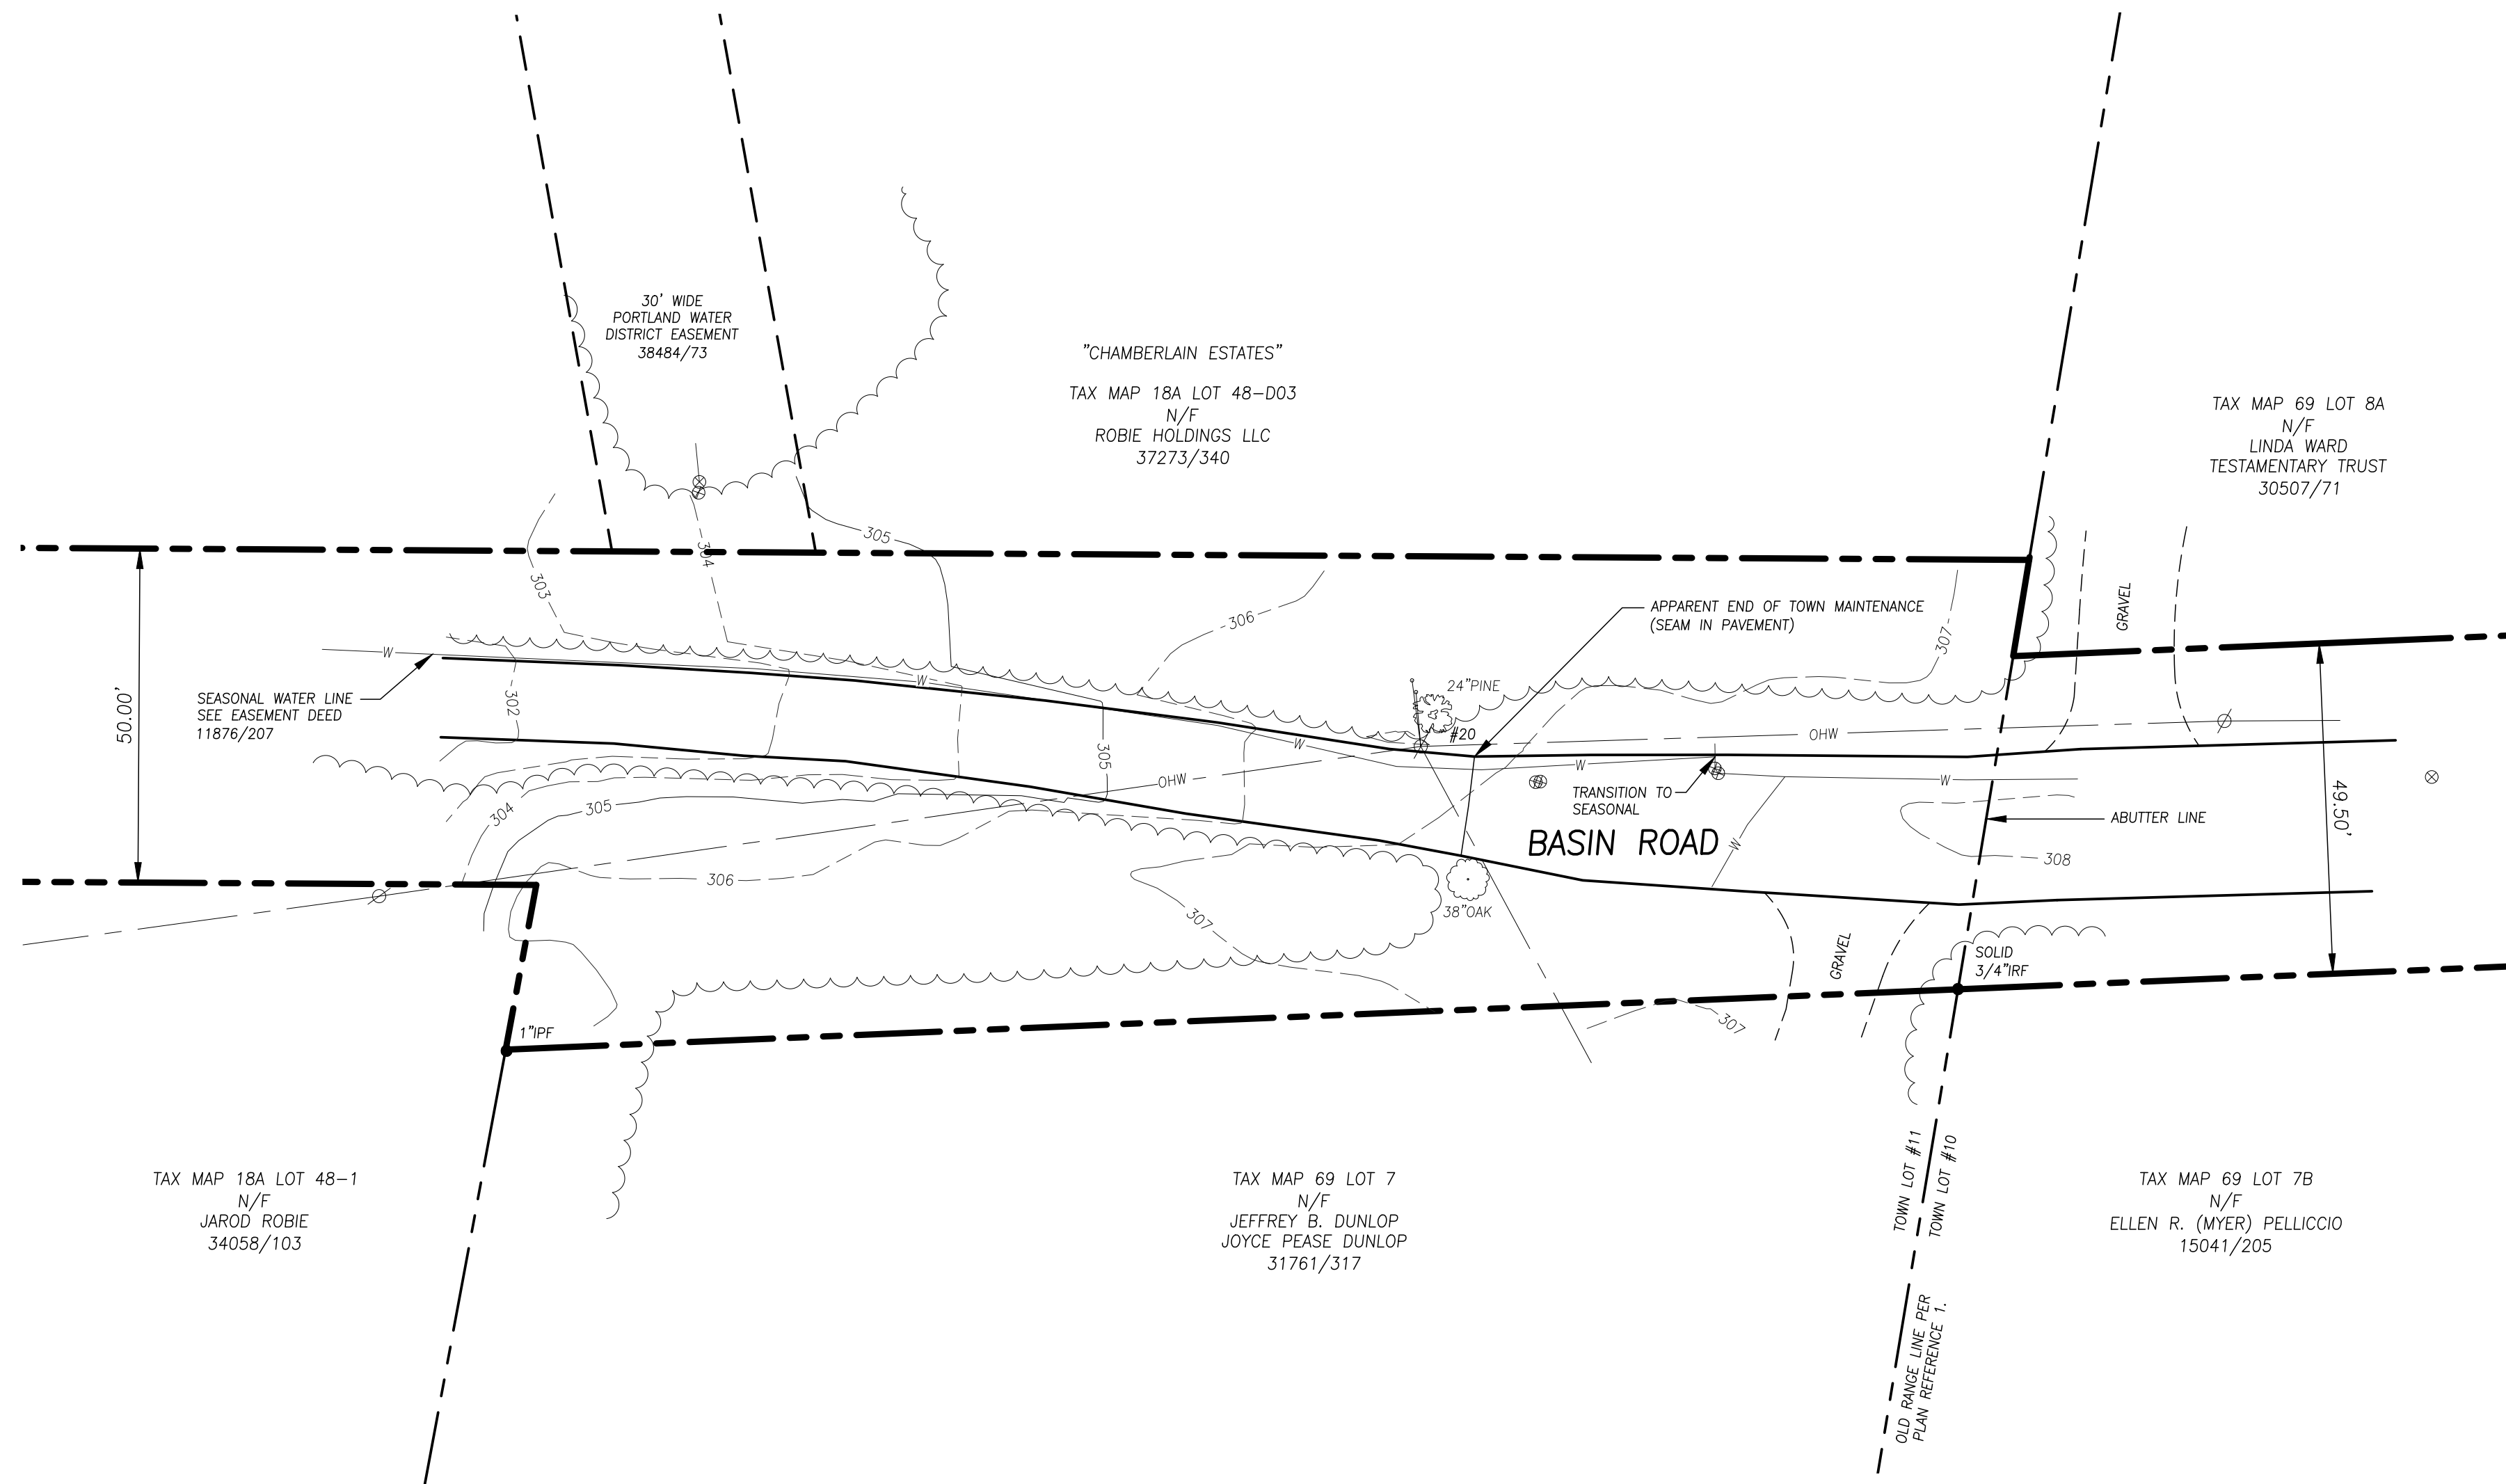 30' WIDE
PORTLAND WATER
DISTRICT EASEMENT
38484/73
"CHAMBERLAIN ESTATES"
TAX MAP 18A LOT 48-D03
N/F
ROBIE HOLDINGS LLC
37273/340
TAX MAP 69 LOT 8A
N/F
LINDA WARD
TESTAMENTARY TRUST
30507/71
305
304
303
306
307
GRAVEL
APPARENT END OF TOWN MAINTENANCE
(SEAM IN PAVEMENT)
50.00'
W
SEASONAL WATER LINE
SEE EASEMENT DEED
11876/207
302
W
24"PINE
#20
OHW
W
305
OHW
W
W
TRANSITION TO
SEASONAL
BASIN ROAD
W
49.50'
ABUTTER LINE
308
304
305
306
307
38"OAK
GRAVEL
SOLID
3/4"IRF
307
1"IPF
TAX MAP 18A LOT 48-1
N/F
JAROD ROBIE
34058/103
TAX MAP 69 LOT 7
N/F
JEFFREY B. DUNLOP
JOYCE PEASE DUNLOP
31761/317
TOWN LOT #11
TOWN LOT #10
TAX MAP 69 LOT 7B
N/F
ELLEN R. (MYER) PELLICCIO
15041/205
OLD RANGE LINE PER
PLAN REFERENCE 1.